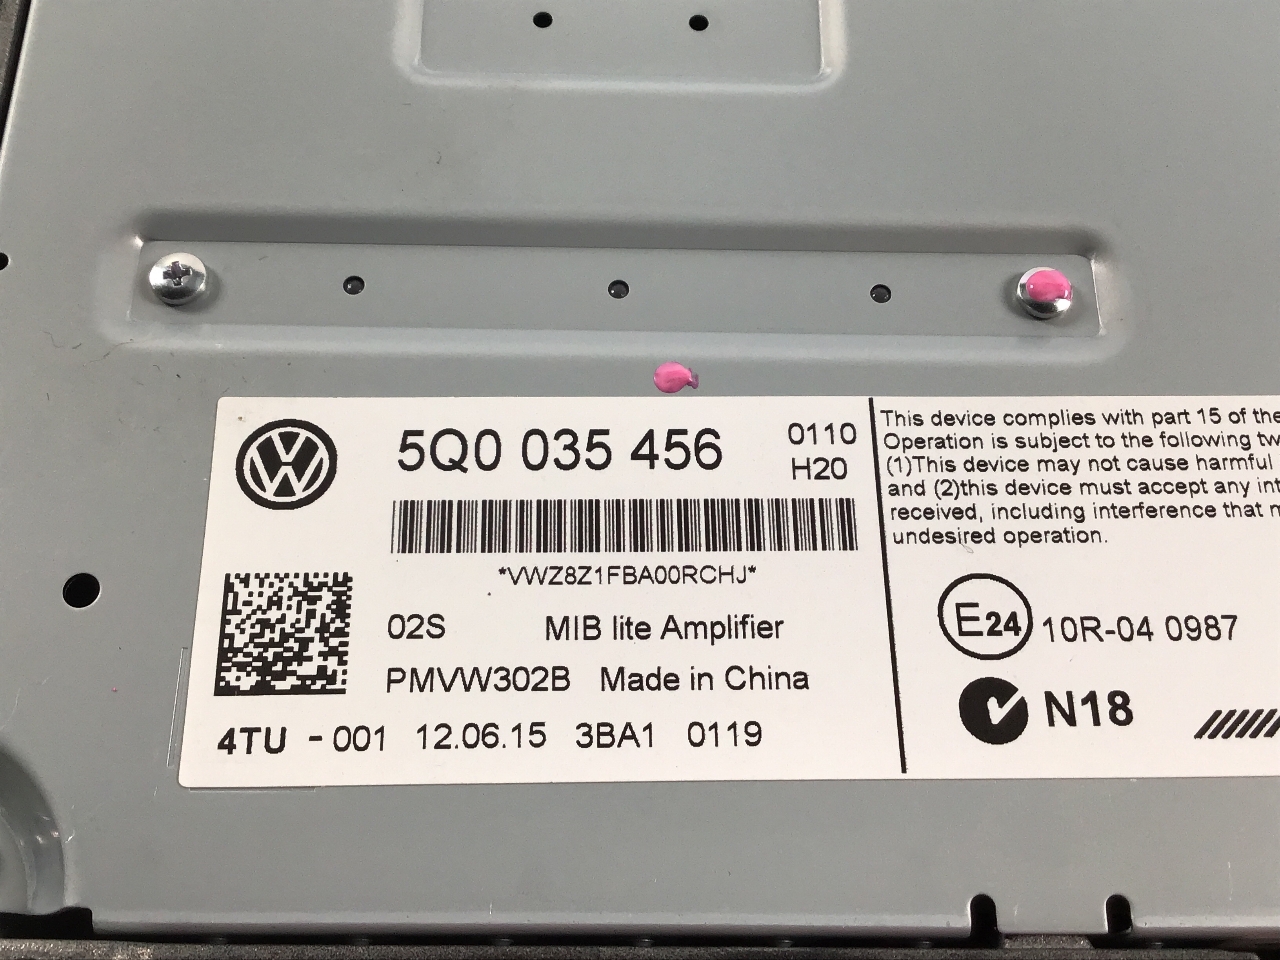 5Q0 035 456
0110
H20
*VWZ8Z1FBA00RCHJ*
02S MIB lite Amplifier
PMVW302B Made in China
4TU - 001 12.06.15 3BA1 0119
This device complies with part 15 of the
Operation is subject to the following
(1)This device may not cause harmful
and (2)this device must accept any
received, including interference that
undesired operation.
E24 10R-04 0987
N18